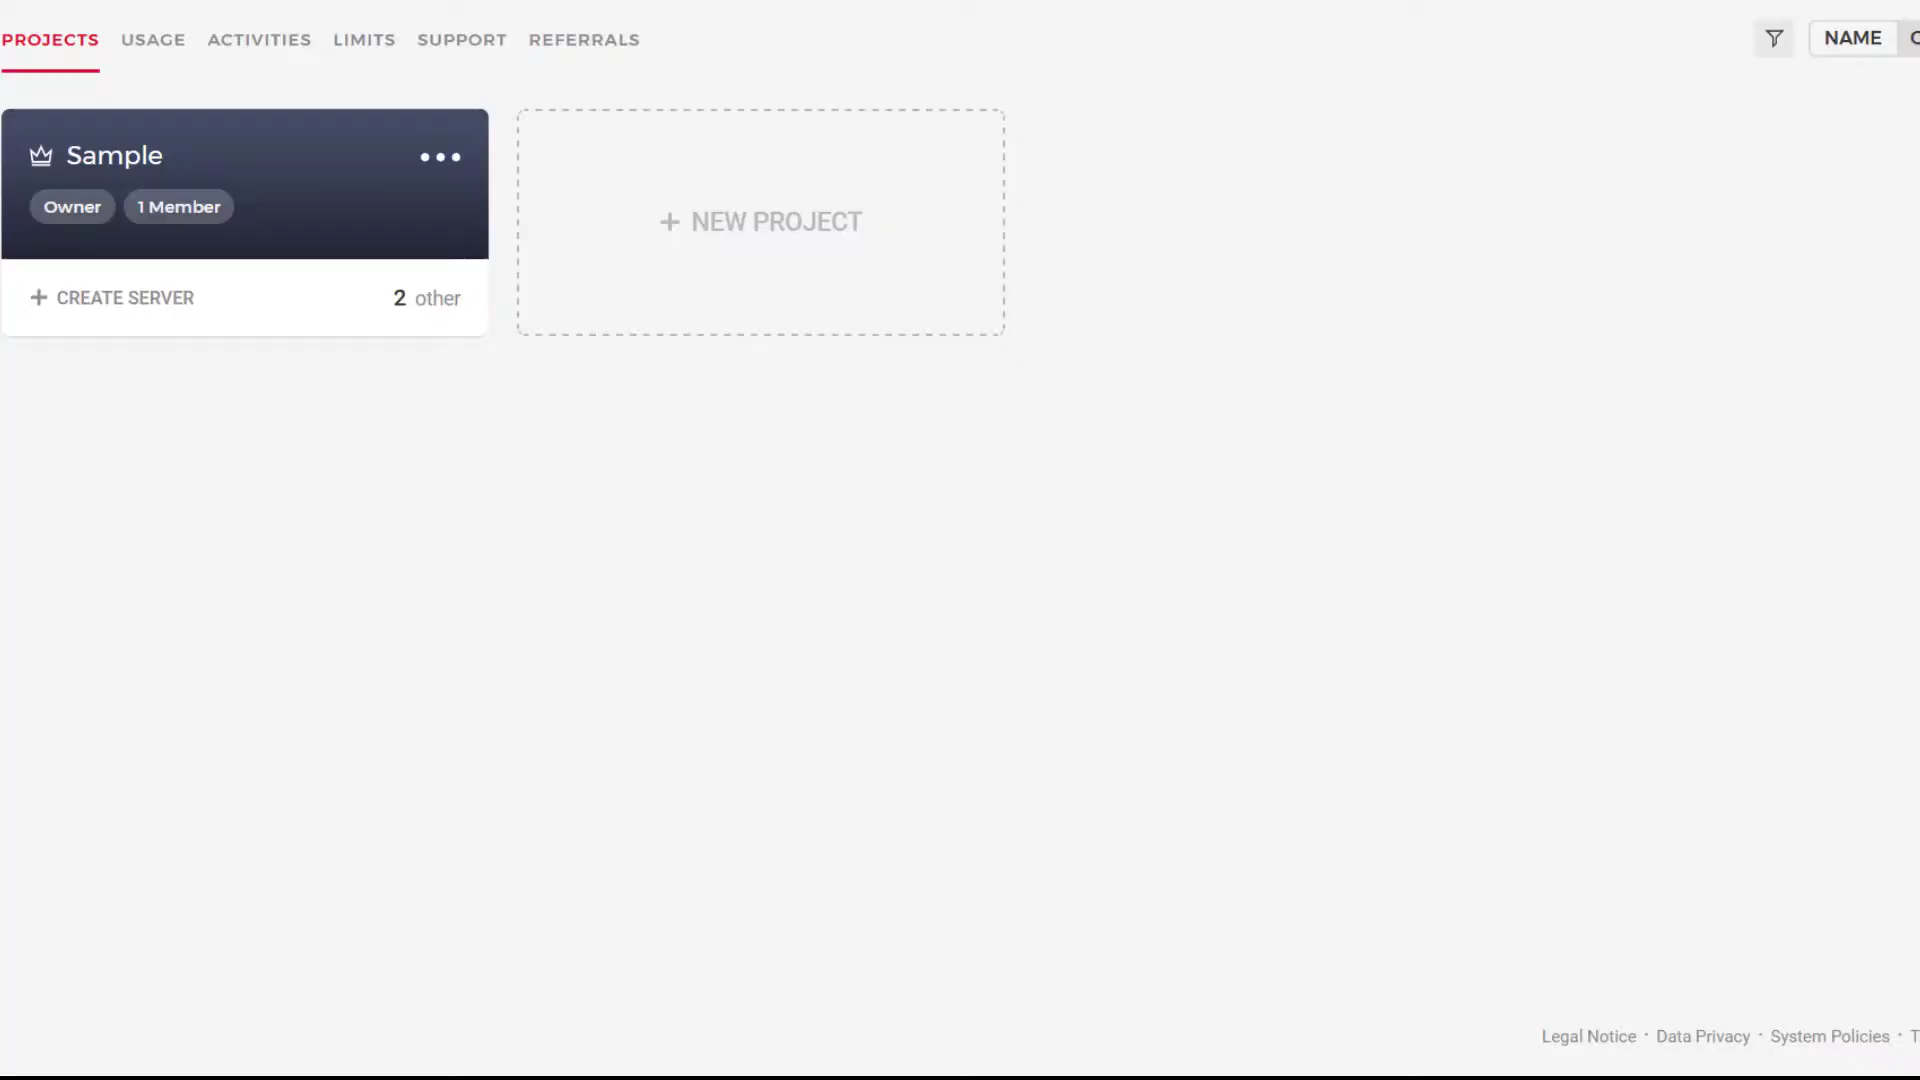 PROJECTS USAGE ACTIVITIES LIMITS SUPPORT REFERRALS
NAME
Sample
Owner 1 Member
+ CREATE SERVER 2 other
+ NEW PROJECT
Legal Notice · Data Privacy · System Policies ·